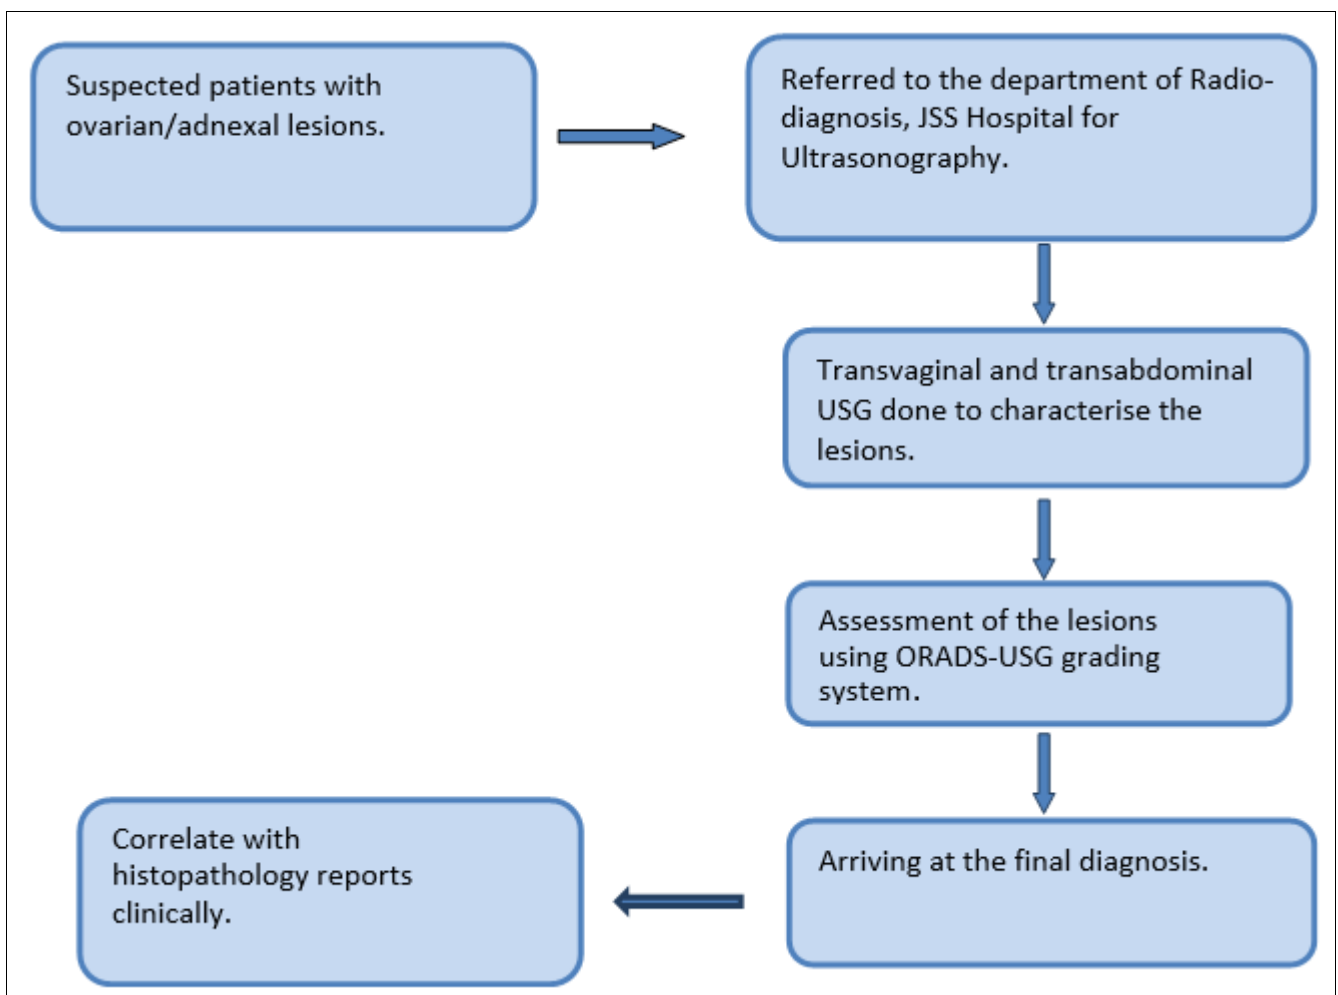 Suspected patients with
ovarian/adnexal lesions.
Referred to the department of Radio-
diagnosis, JSS Hospital for
Ultrasonography.
Transvaginal and transabdominal
USG done to characterise the
lesions.
Assessment of the lesions
using ORADS-USG grading
system.
Arriving at the final diagnosis.
Correlate with
histopathology reports
clinically.